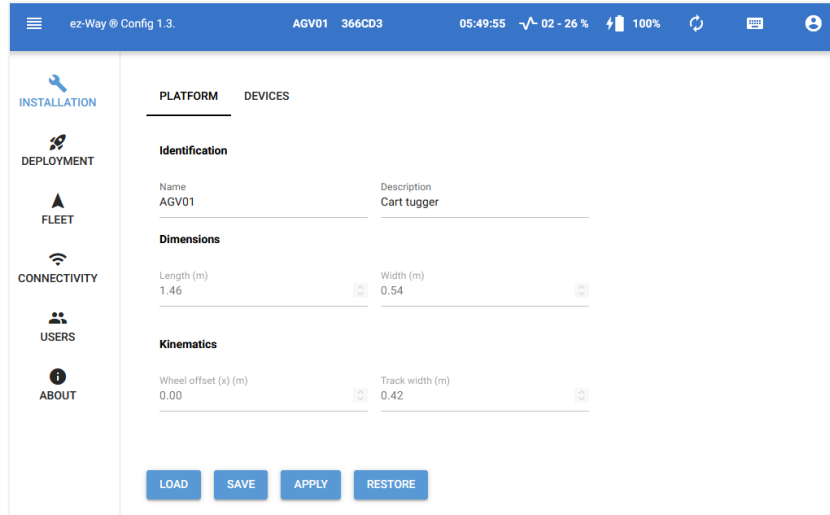 ez-Way ® Config 1.3. AGV01 366CD3 05:49:55 02 - 26 % 100%
INSTALLATION
DEPLOYMENT
FLEET
CONNECTIVITY
USERS
ABOUT
PLATFORM DEVICES
Identification
Name Description
AGV01 Cart tugger
Dimensions
Length (m) Width (m)
1.46 0.54
Kinematics
Wheel offset (x) (m) Track width (m)
0.00 0.42
LOAD SAVE APPLY RESTORE